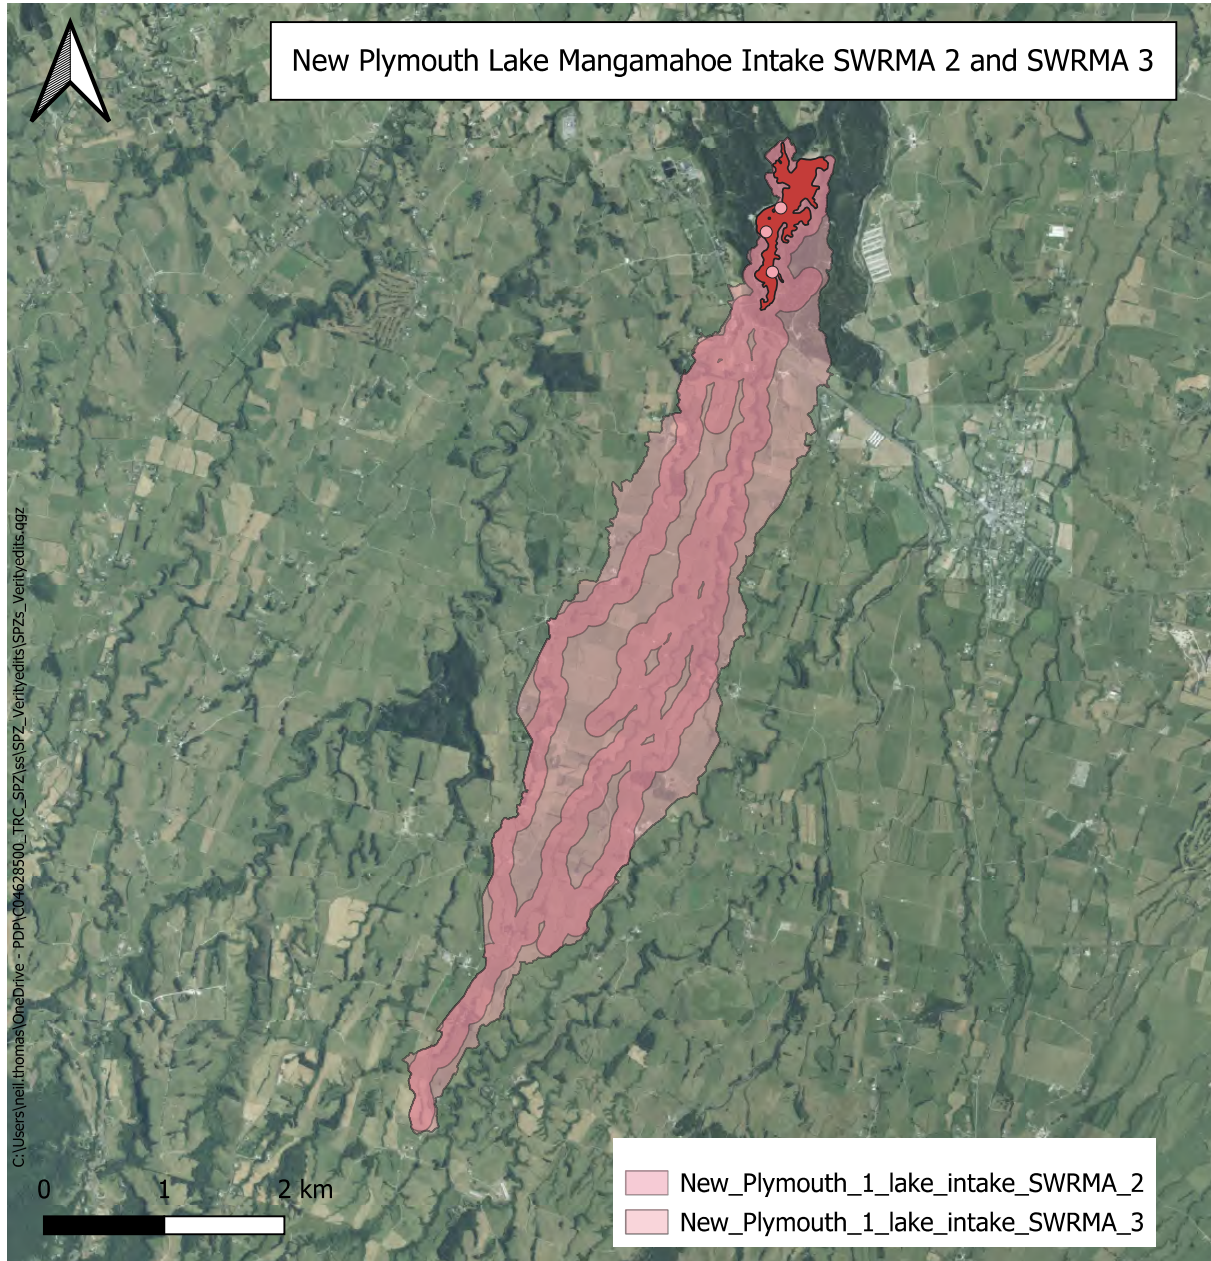 New Plymouth Lake Mangamahoe Intake SWRMA 2 and SWRMA 3
C:\Users\neil.thomas\OneDrive - PDP\C04628500_TRC_SPZ\ss\SPZ_Verityedits\SPZs_Verityedits.qgz
0 1 2 km
New_Plymouth_1_lake_intake_SWRMA_2
New_Plymouth_1_lake_intake_SWRMA_3